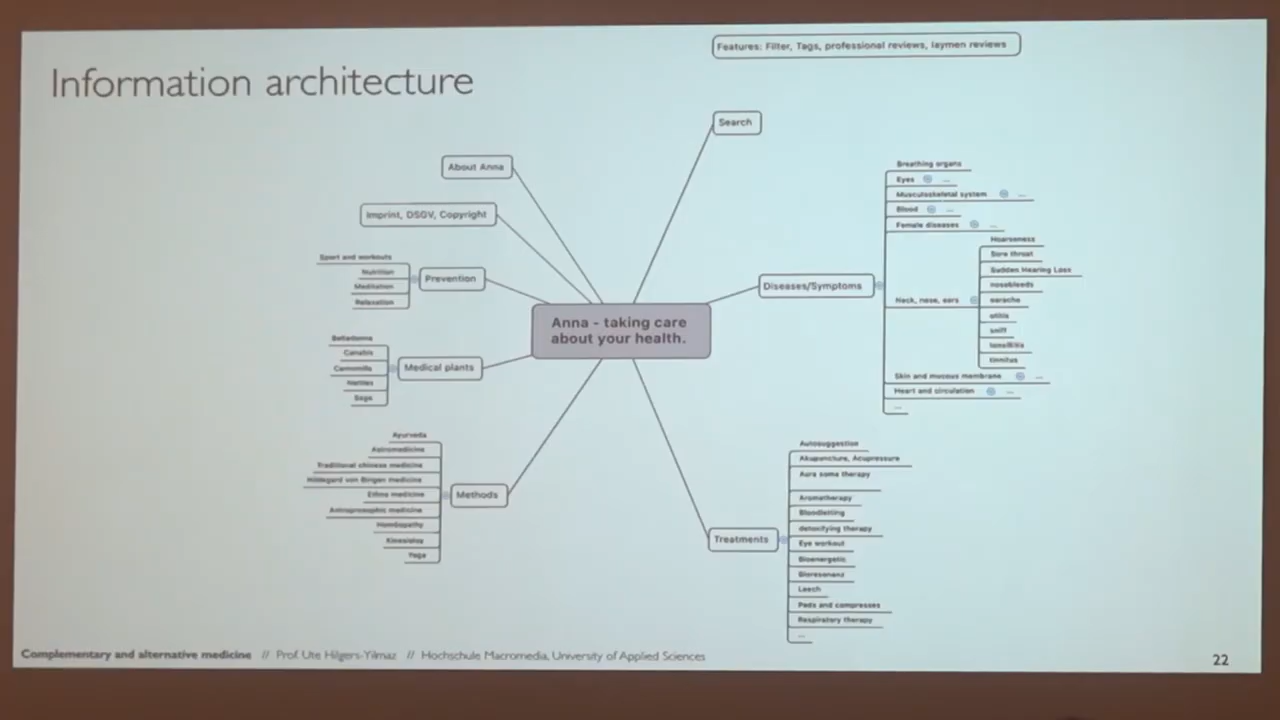 Features: Filter, Tags, professional reviews, laymen reviews
Information architecture
Search
About Anna
Imprint, DSGV, Copyright
Prevention
Sport and workouts
Nutrition
Meditation
Relaxation
Medical plants
Belladonna
Canabis
Camomilla
Nettles
Sage
Methods
Ayurveda
Astromedicine
Traditional chinese medicine
Hildegard von Bingen medicine
Ethno medicine
Antroprosophic medicine
Homöopathy
Yoga
Anna - taking care
about your health.
Diseases/Symptoms
Breathing organs
Eyes ...
Musculoskeletal system ...
Blood ...
Female diseases ...
Neck, nose, ears
Hoarseness
Sore throat
Sudden Hearing Loss
nosebleeds
earache
otitis
sniff
tonsillitis
tinnitus
Skin and mucous membrane ...
Heart and circulation ...
...
Treatments
Autosuggestion
Akupuncture, Acupressure
Aura soma therapy
Aromatherapy
Bloodletting
detoxifying therapy
Eye workout
Bioenergetic
Bioresonanz
Leech
Pads and compresses
Respiratory therapy
...
Complementary and alternative medicine // Prof. Ute Hilgers-Yilmaz // Hochschule Macromedia, University of Applied Sciences
22